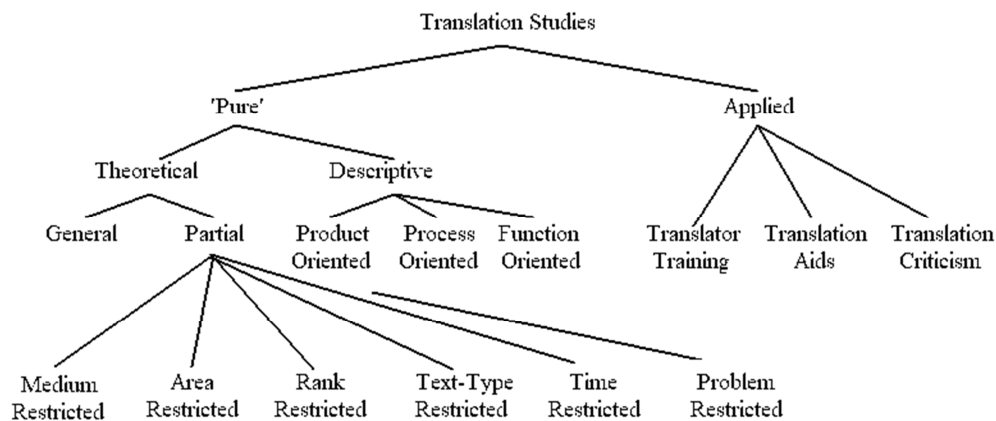 Translation Studies
'Pure'
Applied
Theoretical
Descriptive
General
Partial
Product
Oriented
Process
Oriented
Function
Oriented
Translator
Training
Translation
Aids
Translation
Criticism
Medium
Restricted
Area
Restricted
Rank
Restricted
Text-Type
Restricted
Time
Restricted
Problem
Restricted